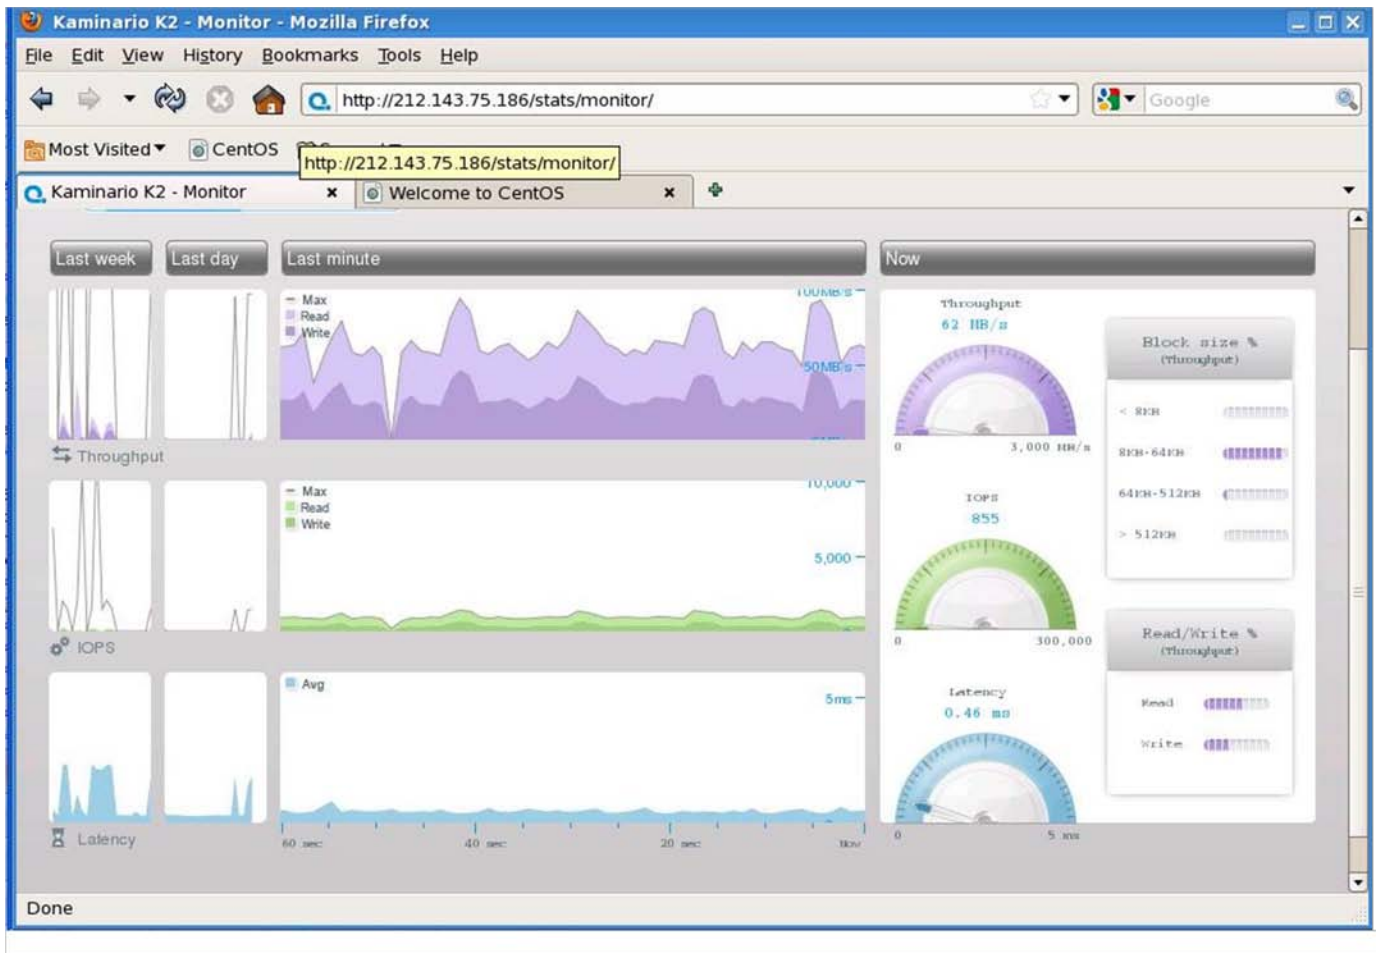 Kaminario K2 - Monitor - Mozilla Firefox
File Edit View History Bookmarks Tools Help
http://212.143.75.186/stats/monitor/
Google
Most Visited
CentOS
http://212.143.75.186/stats/monitor/
Kaminario K2 - Monitor
Welcome to CentOS
Last week
Last day
Last minute
Now
Max
Read
Write
100MB/s
50MB/s
Throughput
62 MB/s
0
3,000 MB/s
Block size %
(Throughput)
< 8KB
8KB-64KB
64KB-512KB
> 512KB
Throughput
Max
Read
Write
10,000
5,000
IOPS
855
0
300,000
IOPS
Read/Write %
(Throughput)
Read
Write
Avg
5ms
Latency
0.46 ms
0
5 ms
Latency
60 sec
40 sec
20 sec
Now
Done